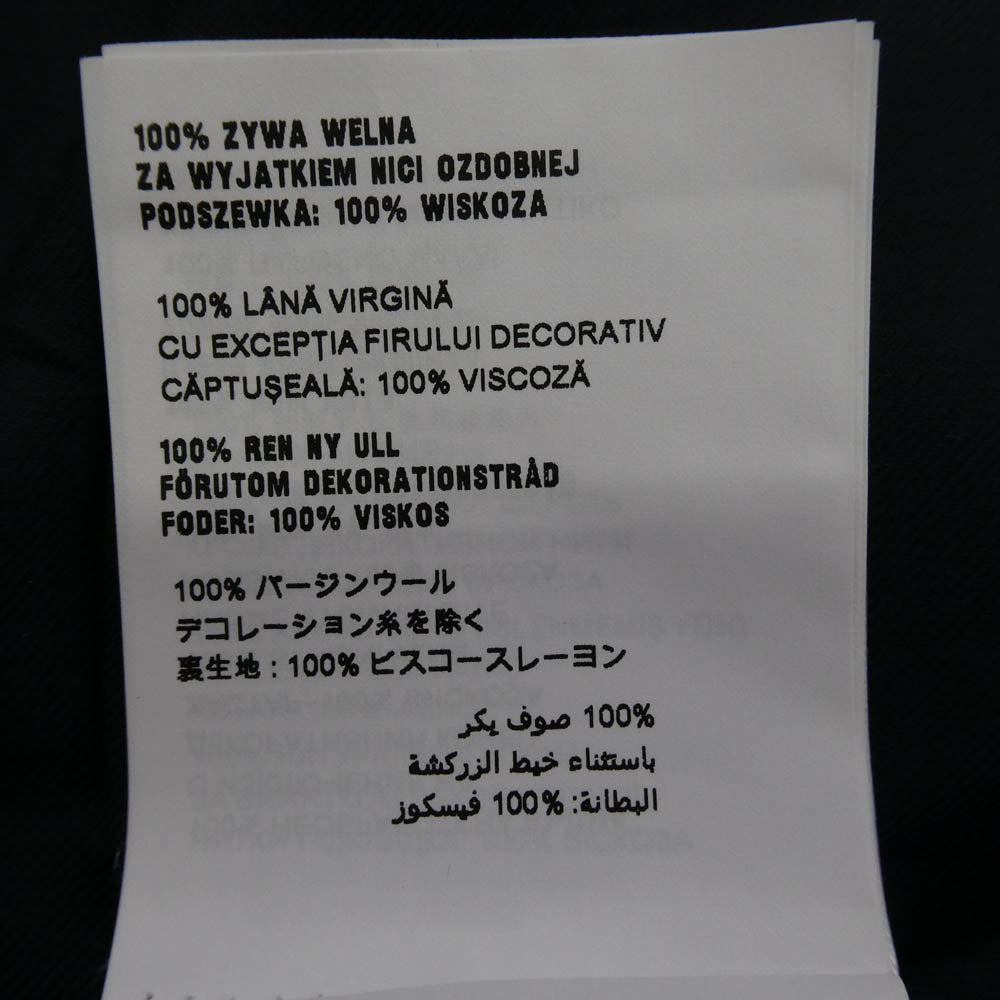 100% ZYWA WELNA
ZA WYJATKIEM NICI OZDOBNEJ
PODSZEWKA: 100% WISKOZA
100% LÂNĂ VIRGINĂ
CU EXCEPȚIA FIRULUI DECORATIV
CĂPTUȘEALĂ: 100% VISCOZĂ
100% REN NY ULL
FÖRUTOM DEKORATIONSTRÅD
FODER: 100% VISKOS
100% バージンウール
デコレーション糸を除く
裏生地 : 100% ビスコースレーヨン
100% صوف يكر
باستثناء خيط الزركشة
البطانة: 100% فيسكوز